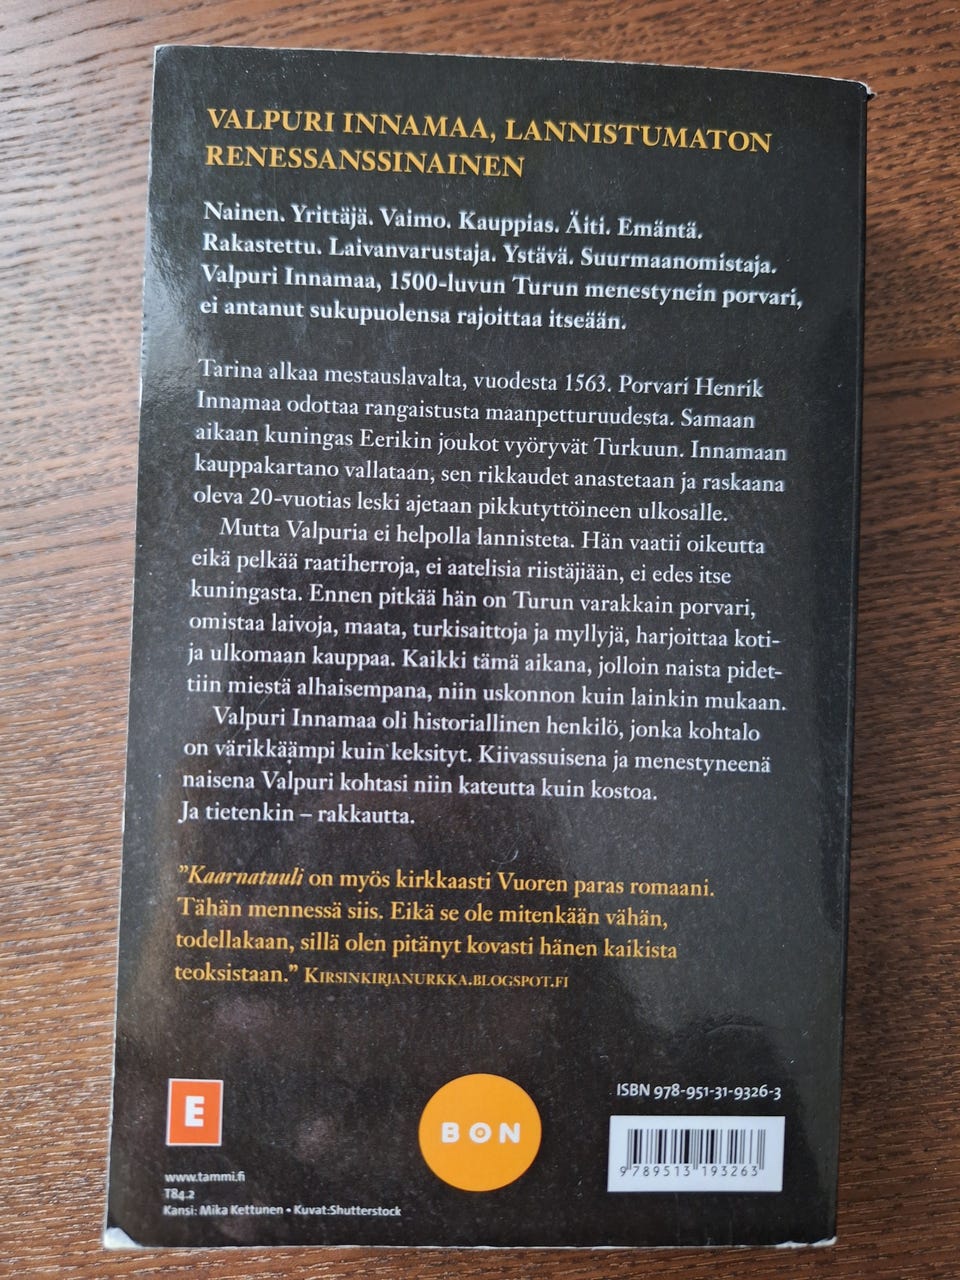 VALPURI INNAMAA, LANNISTUMATON
RENESSANSSINAINEN
Nainen. Yrittäjä. Vaimo. Kauppias. Äiti. Emäntä.
Rakastettu. Laivanvarustaja. Ystävä. Suurmaanomistaja.
Valpuri Innamaa, 1500-luvun Turun menestynein porvari,
ei antanut sukupuolensa rajoittaa itseään.
Tarina alkaa mestauslavalta, vuodesta 1563. Porvari Henrik
Innamaa odottaa rangaistusta maanpetturuudesta. Samaan
aikaan kuningas Eerikin joukot vyöryvät Turkuun. Innamaan
kauppakartano vallataan, sen rikkaudet anastetaan ja raskaana
oleva 20-vuotias leski ajetaan pikkutyttöineen ulkosalle.
Mutta Valpuria ei helpolla lannisteta. Hän vaatii oikeutta
eikä pelkää raatiherroja, ei aatelisia riistäjiään, ei edes itse
kuningasta. Ennen pitkää hän on Turun varakkain porvari,
omistaa laivoja, maata, turkisaittoja ja myllyjä, harjoittaa koti-
ja ulkomaan kauppaa. Kaikki tämä aikana, jolloin naista pidet-
tiin miestä alhaisempana, niin uskonnon kuin lainkin mukaan.
Valpuri Innamaa oli historiallinen henkilö, jonka kohtalo
on värikkäämpi kuin keksityt. Kiivassuisena ja menestyneenä
naisena Valpuri kohtasi niin kateutta kuin kostoa.
Ja tietenkin – rakkautta.
"Kaarnatuuli on myös kirkkaasti Vuoren paras romaani.
Tähän mennessä siis. Eikä se ole mitenkään vähän,
todellakaan, sillä olen pitänyt kovasti hänen kaikista
teoksistaan." KIRSINKIRJANURKKA.BLOGSPOT.FI
E
BON
ISBN 978-951-31-9326-3
9 789513 193263
www.tammi.fi
T84.2
Kansi: Mika Kettunen • Kuvat:Shutterstock